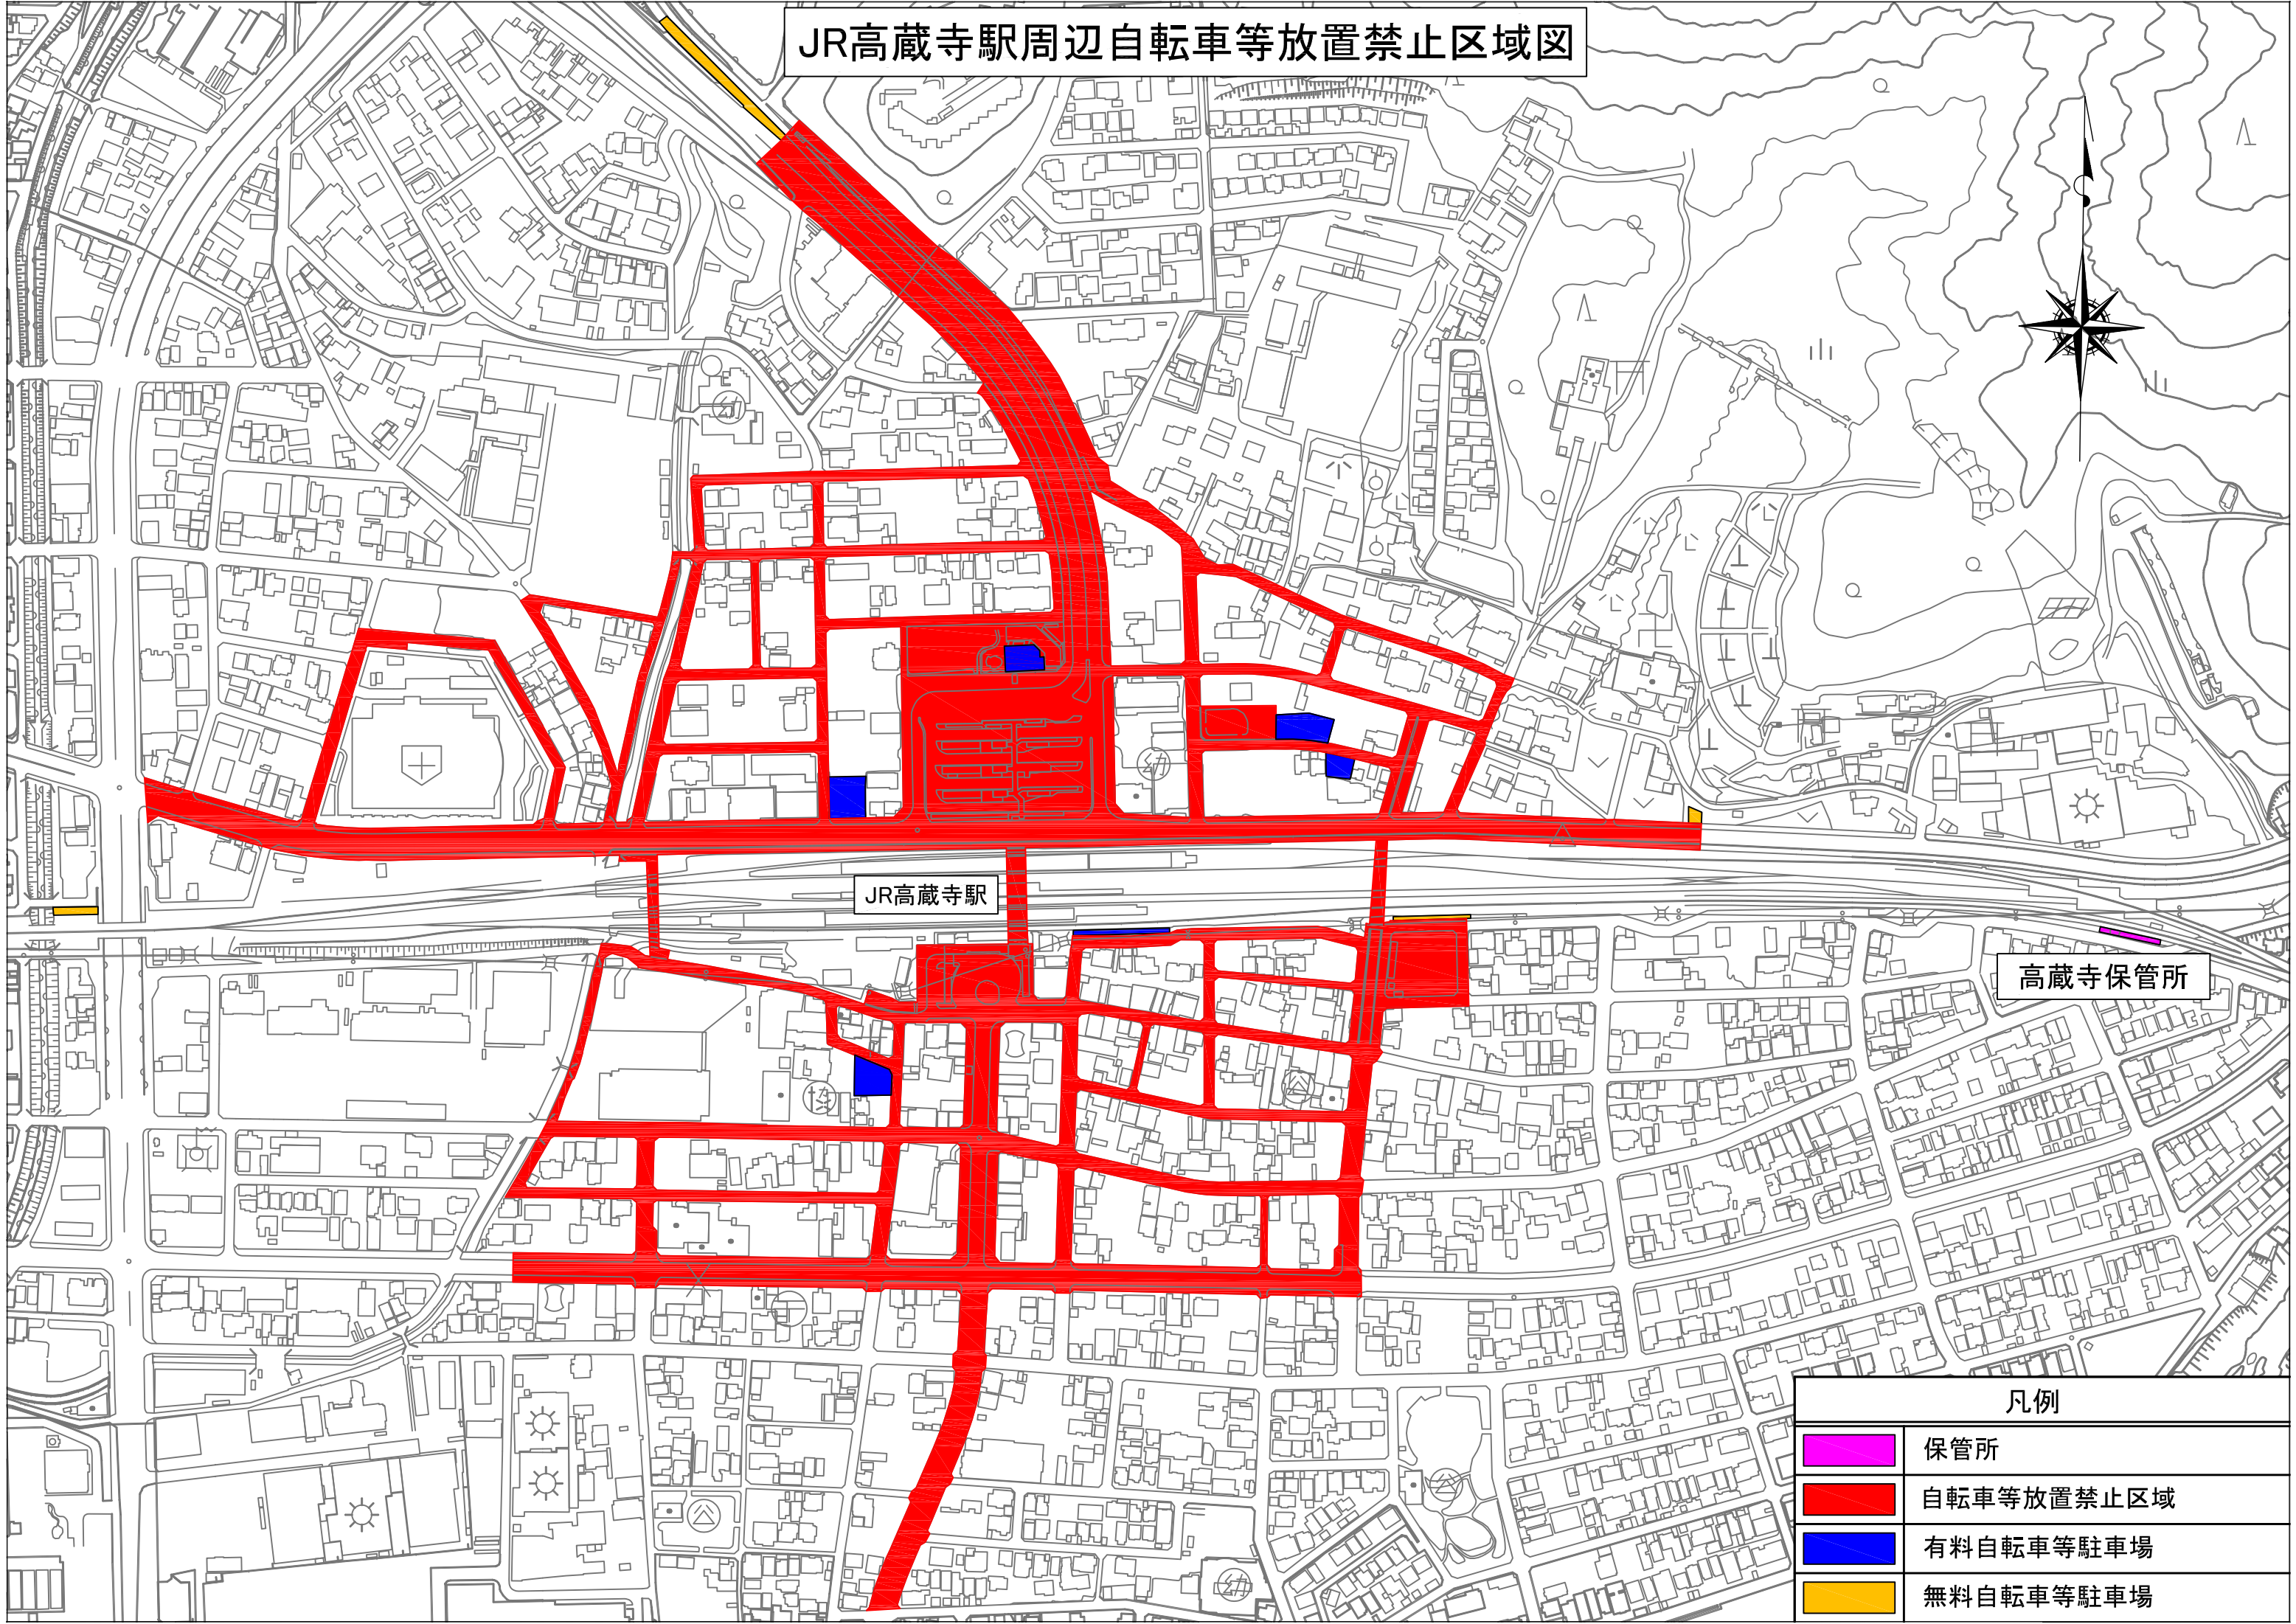 JR高蔵寺駅周辺自転車等放置禁止区域図
幼
幼
JR高蔵寺駅
高蔵寺保管所
幼
凡例
保管所
自転車等放置禁止区域
有料自転車等駐車場
無料自転車等駐車場